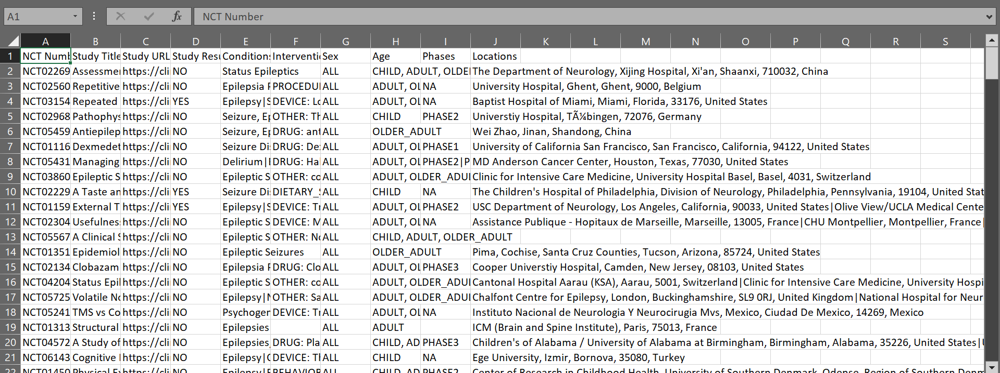 A1 fx NCT Number
A B C D E F G H I J K L M N O P Q R S
1 NCT Numb Study Title Study URL Study Resu Conditions Interventio Sex Age Phases Locations
2 NCT02269 Assessmen https://cli NO Status Epileptics ALL CHILD, ADULT, OLDE The Department of Neurology, Xijing Hospital, Xi'an, Shaanxi, 710032, China
3 NCT02560 Repetitive https://cli NO Epilepsia P PROCEDU ALL ADULT, OL NA University Hospital, Ghent, Ghent, 9000, Belgium
4 NCT03154 Repeated https://cli YES Epilepsy|S DEVICE: Lo ALL ADULT, OL NA Baptist Hospital of Miami, Miami, Florida, 33176, United States
5 NCT02968 Pathophys https://cli NO Seizure, Ep OTHER: Th ALL CHILD PHASE2 Universtiy Hospital, TÃ¼bingen, 72076, Germany
6 NCT05459 Antiepilep https://cli NO Seizure, Ep DRUG: ant ALL OLDER_ADULT Wei Zhao, Jinan, Shandong, China
7 NCT01116 Dexmedet https://cli NO Seizure Di DRUG: De ALL ADULT, OL PHASE1 University of California San Francisco, San Francisco, California, 94122, United States
8 NCT05431 Managing https://cli NO Delirium| DRUG: Ha ALL ADULT, OL PHASE2|P MD Anderson Cancer Center, Houston, Texas, 77030, United States
9 NCT03860 Epileptic S https://cli NO Epileptic S OTHER: co ALL ADULT, OLDER_ADU Clinic for Intensive Care Medicine, University Hospital Basel, Basel, 4031, Switzerland
10 NCT02229 A Taste an https://cli YES Seizure Di DIETARY_ ALL CHILD NA The Children's Hospital of Philadelphia, Division of Neurology, Philadelphia, Pennsylvania, 19104, United Stat
11 NCT01159 External T https://cli YES Epilepsy|S DEVICE: Tr ALL ADULT, OL PHASE2 USC Department of Neurology, Los Angeles, California, 90033, United States|Olive View/UCLA Medical Cente
12 NCT02304 Usefulnes https://cli NO Epileptic S DEVICE: M ALL ADULT, OL NA Assistance Publique - Hopitaux de Marseille, Marseille, 13005, France|CHU Montpellier, Montpellier, France|
13 NCT05567 A Clinical S https://cli NO Epileptic S OTHER: No ALL CHILD, ADULT, OLDER_ADULT
14 NCT01351 Epidemiol https://cli NO Epileptic Seizures ALL OLDER_ADULT Pima, Cochise, Santa Cruz Counties, Tucson, Arizona, 85724, United States
15 NCT02134 Clobazam https://cli NO Epilepsia P DRUG: Clo ALL ADULT, OL PHASE3 Cooper Universtiy Hospital, Camden, New Jersey, 08103, United States
16 NCT04204 Status Epil https://cli NO Epileptic S OTHER: co ALL ADULT, OLDER_ADU Cantonal Hospital Aarau (KSA), Aarau, 5001, Switzerland|Clinic for Intensive Care Medicine, University Hospi
17 NCT05725 Volatile No https://cli NO Epilepsy|N OTHER: Sa ALL ADULT, OLDER_ADU Chalfont Centre for Epilepsy, London, Buckinghamshire, SL9 0RJ, United Kingdom|National Hospital for Neur
18 NCT05241 TMS vs Co https://cli NO Psychoger DEVICE: Tr ALL ADULT, OL NA Instituto Nacional de Neurologia Y Neurocirugia Mvs, Mexico, Ciudad De Mexico, 14269, Mexico
19 NCT01313 Structural https://cli NO Epilepsies ALL ADULT ICM (Brain and Spine Institute), Paris, 75013, France
20 NCT04572 A Study of https://cli NO Epilepsies, DRUG: Pla ALL CHILD, AD PHASE3 Children's of Alabama / University of Alabama at Birmingham, Birmingham, Alabama, 35226, United States|U
21 NCT06143 Cognitive https://cli NO Epilepsy|C DEVICE: Th ALL CHILD NA Ege University, Izmir, Bornova, 35080, Turkey
22 NCT01450 Physical Ex https://cli NO Epilepsy| BEHAVIOR ALL CHILD, AD PHASE2 Center of Research in Childhood Health, University of Southern Denmark, Odense, Region of Southern Denm